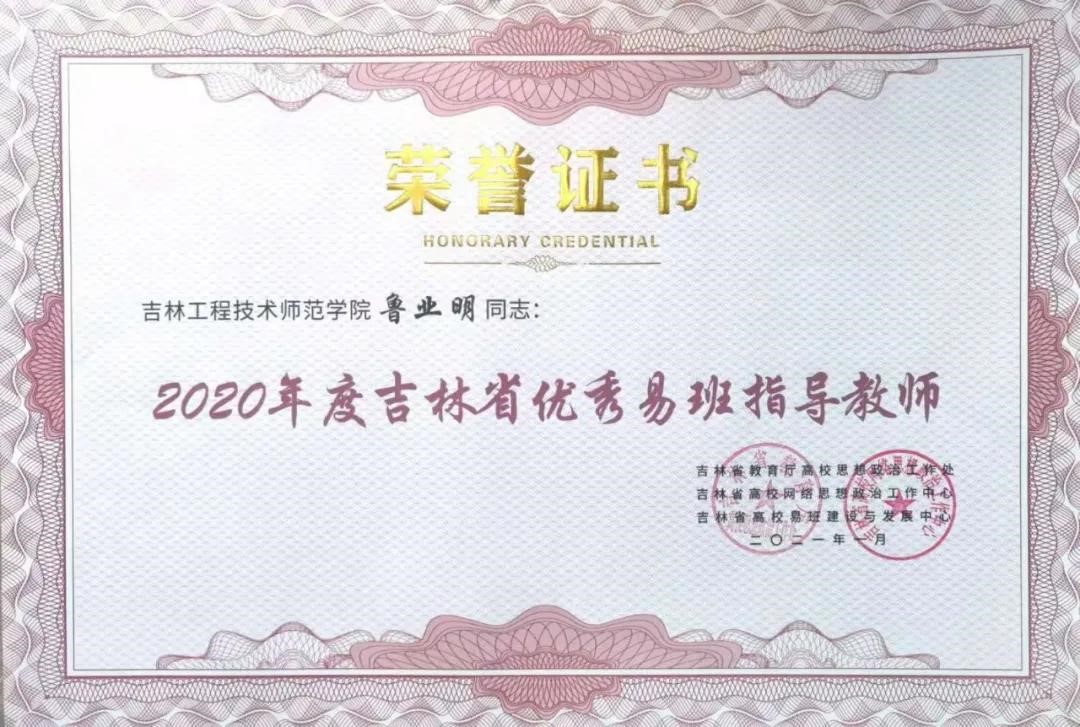 荣誉证书
HONORARY CREDENTIAL
吉林工程技术师范学院 鲁业明 同志：
2020年度吉林省优秀易班指导教师
吉林省教育厅高校思想政治工作处
吉林省高校网络思想政治工作中心
吉林省高校易班建设与发展中心
二〇二一年一月